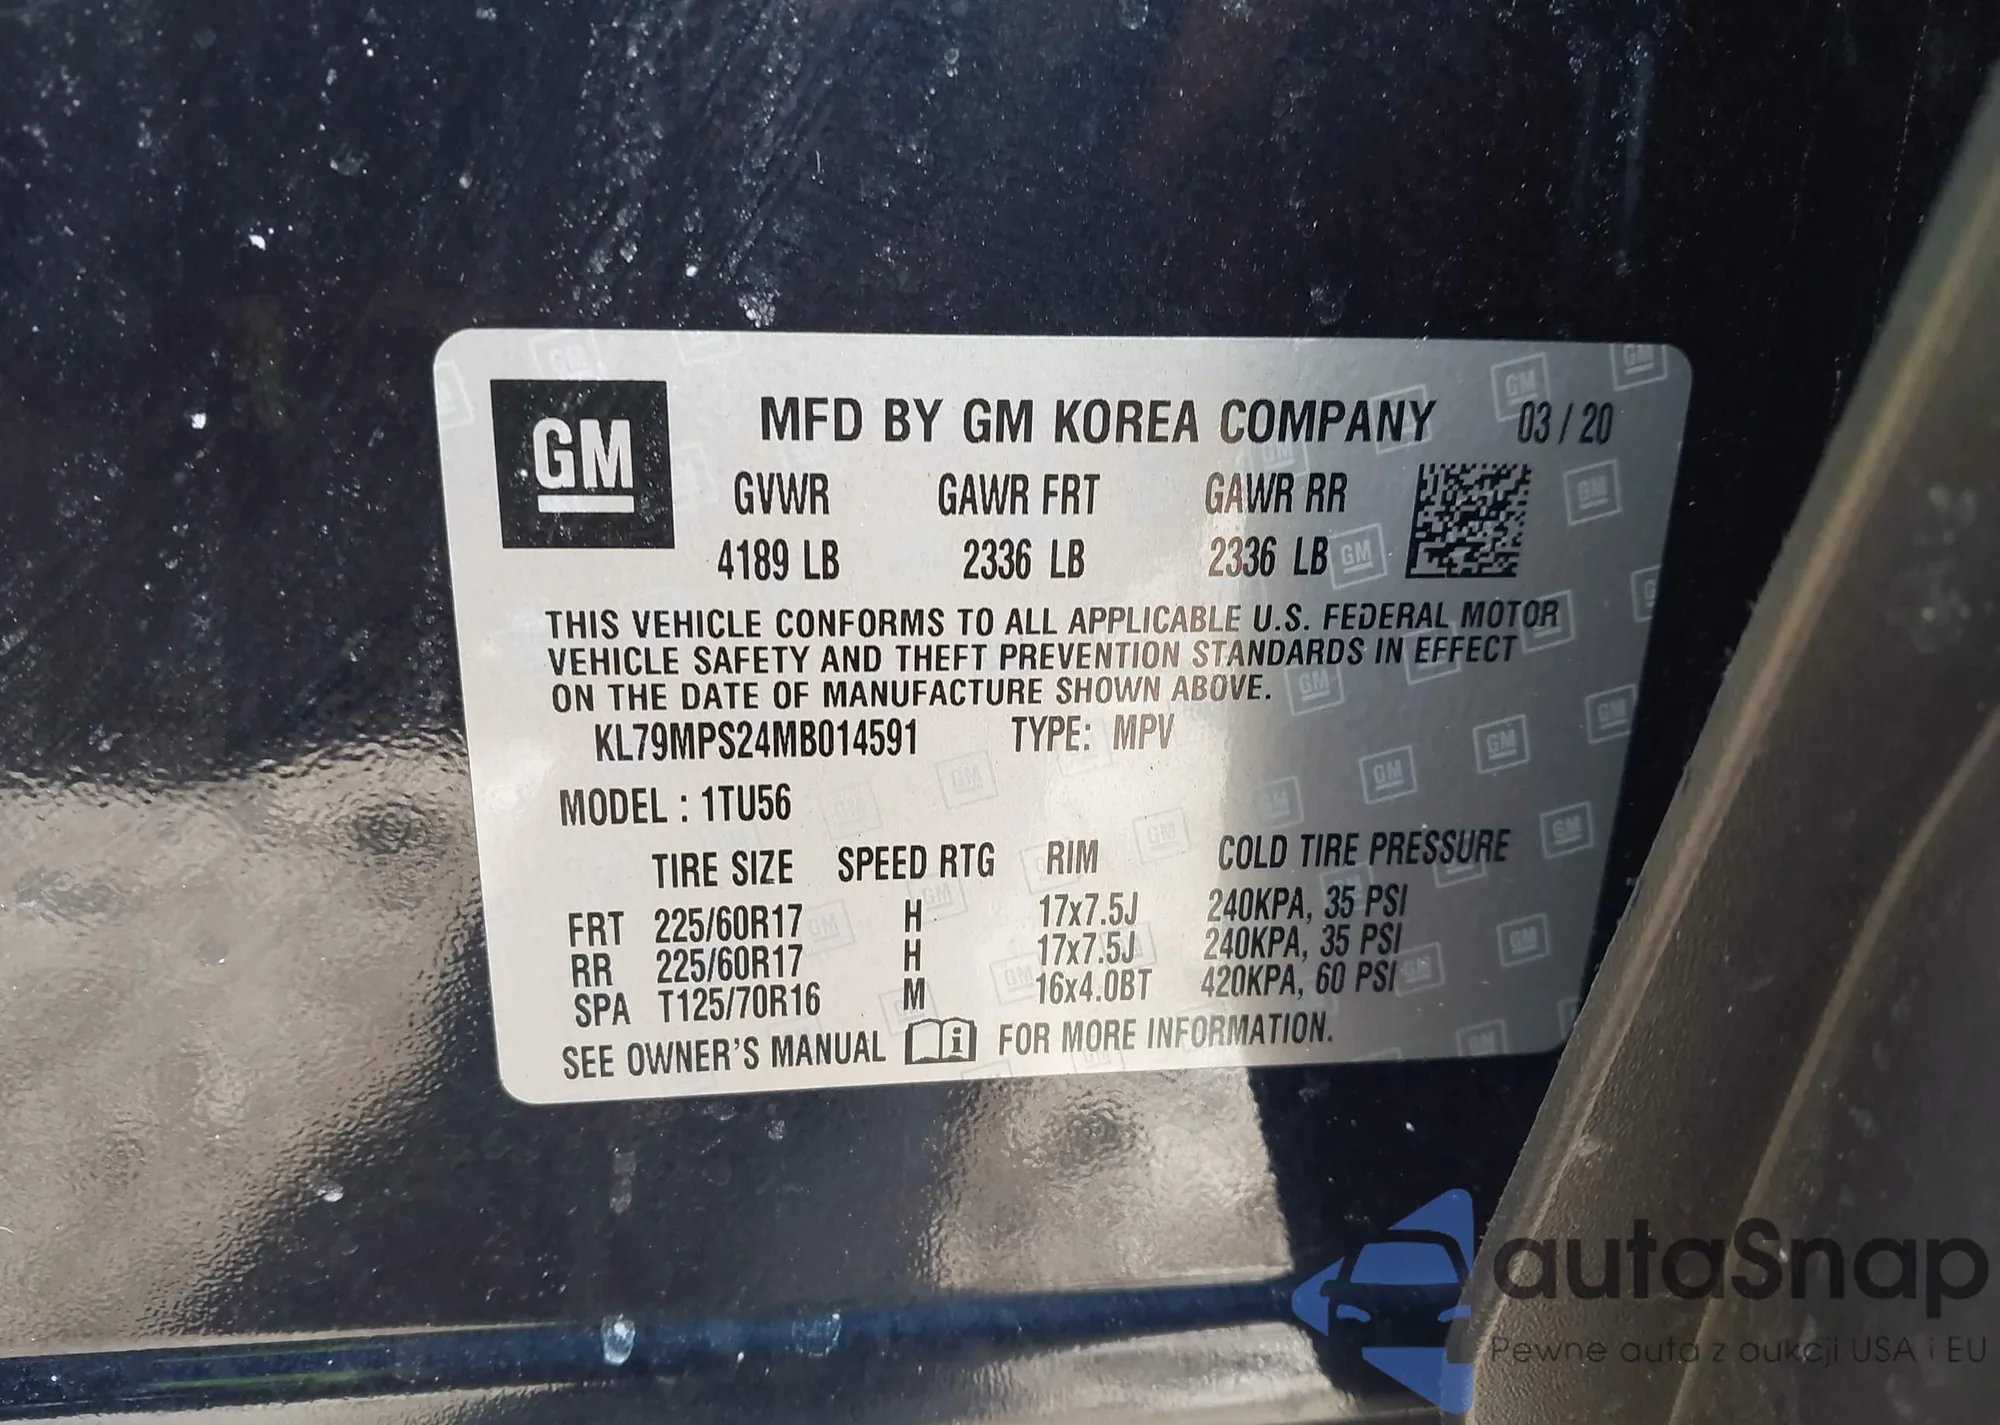 GM
MFD BY GM KOREA COMPANY 03 / 20
GVWR GAWR FRT GAWR RR
4189 LB 2336 LB 2336 LB
THIS VEHICLE CONFORMS TO ALL APPLICABLE U.S. FEDERAL MOTOR
VEHICLE SAFETY AND THEFT PREVENTION STANDARDS IN EFFECT
ON THE DATE OF MANUFACTURE SHOWN ABOVE.
KL79MPS24MB014591 TYPE: MPV
MODEL : 1TU56
TIRE SIZE SPEED RTG RIM COLD TIRE PRESSURE
FRT 225/60R17 H 17x7.5J 240KPA, 35 PSI
RR 225/60R17 H 17x7.5J 240KPA, 35 PSI
SPA T125/70R16 M 16x4.0BT 420KPA, 60 PSI
SEE OWNER'S MANUAL i FOR MORE INFORMATION.
autaSnap
Pewne auta z aukcji USA i EU